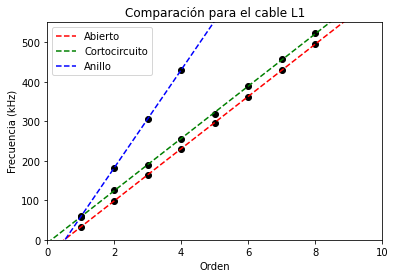 Comparación para el cable L1
Abierto
Cortocircuito
Anillo
Frecuencia (kHz)
500
400
300
200
100
0
0 2 4 6 8 10
Orden